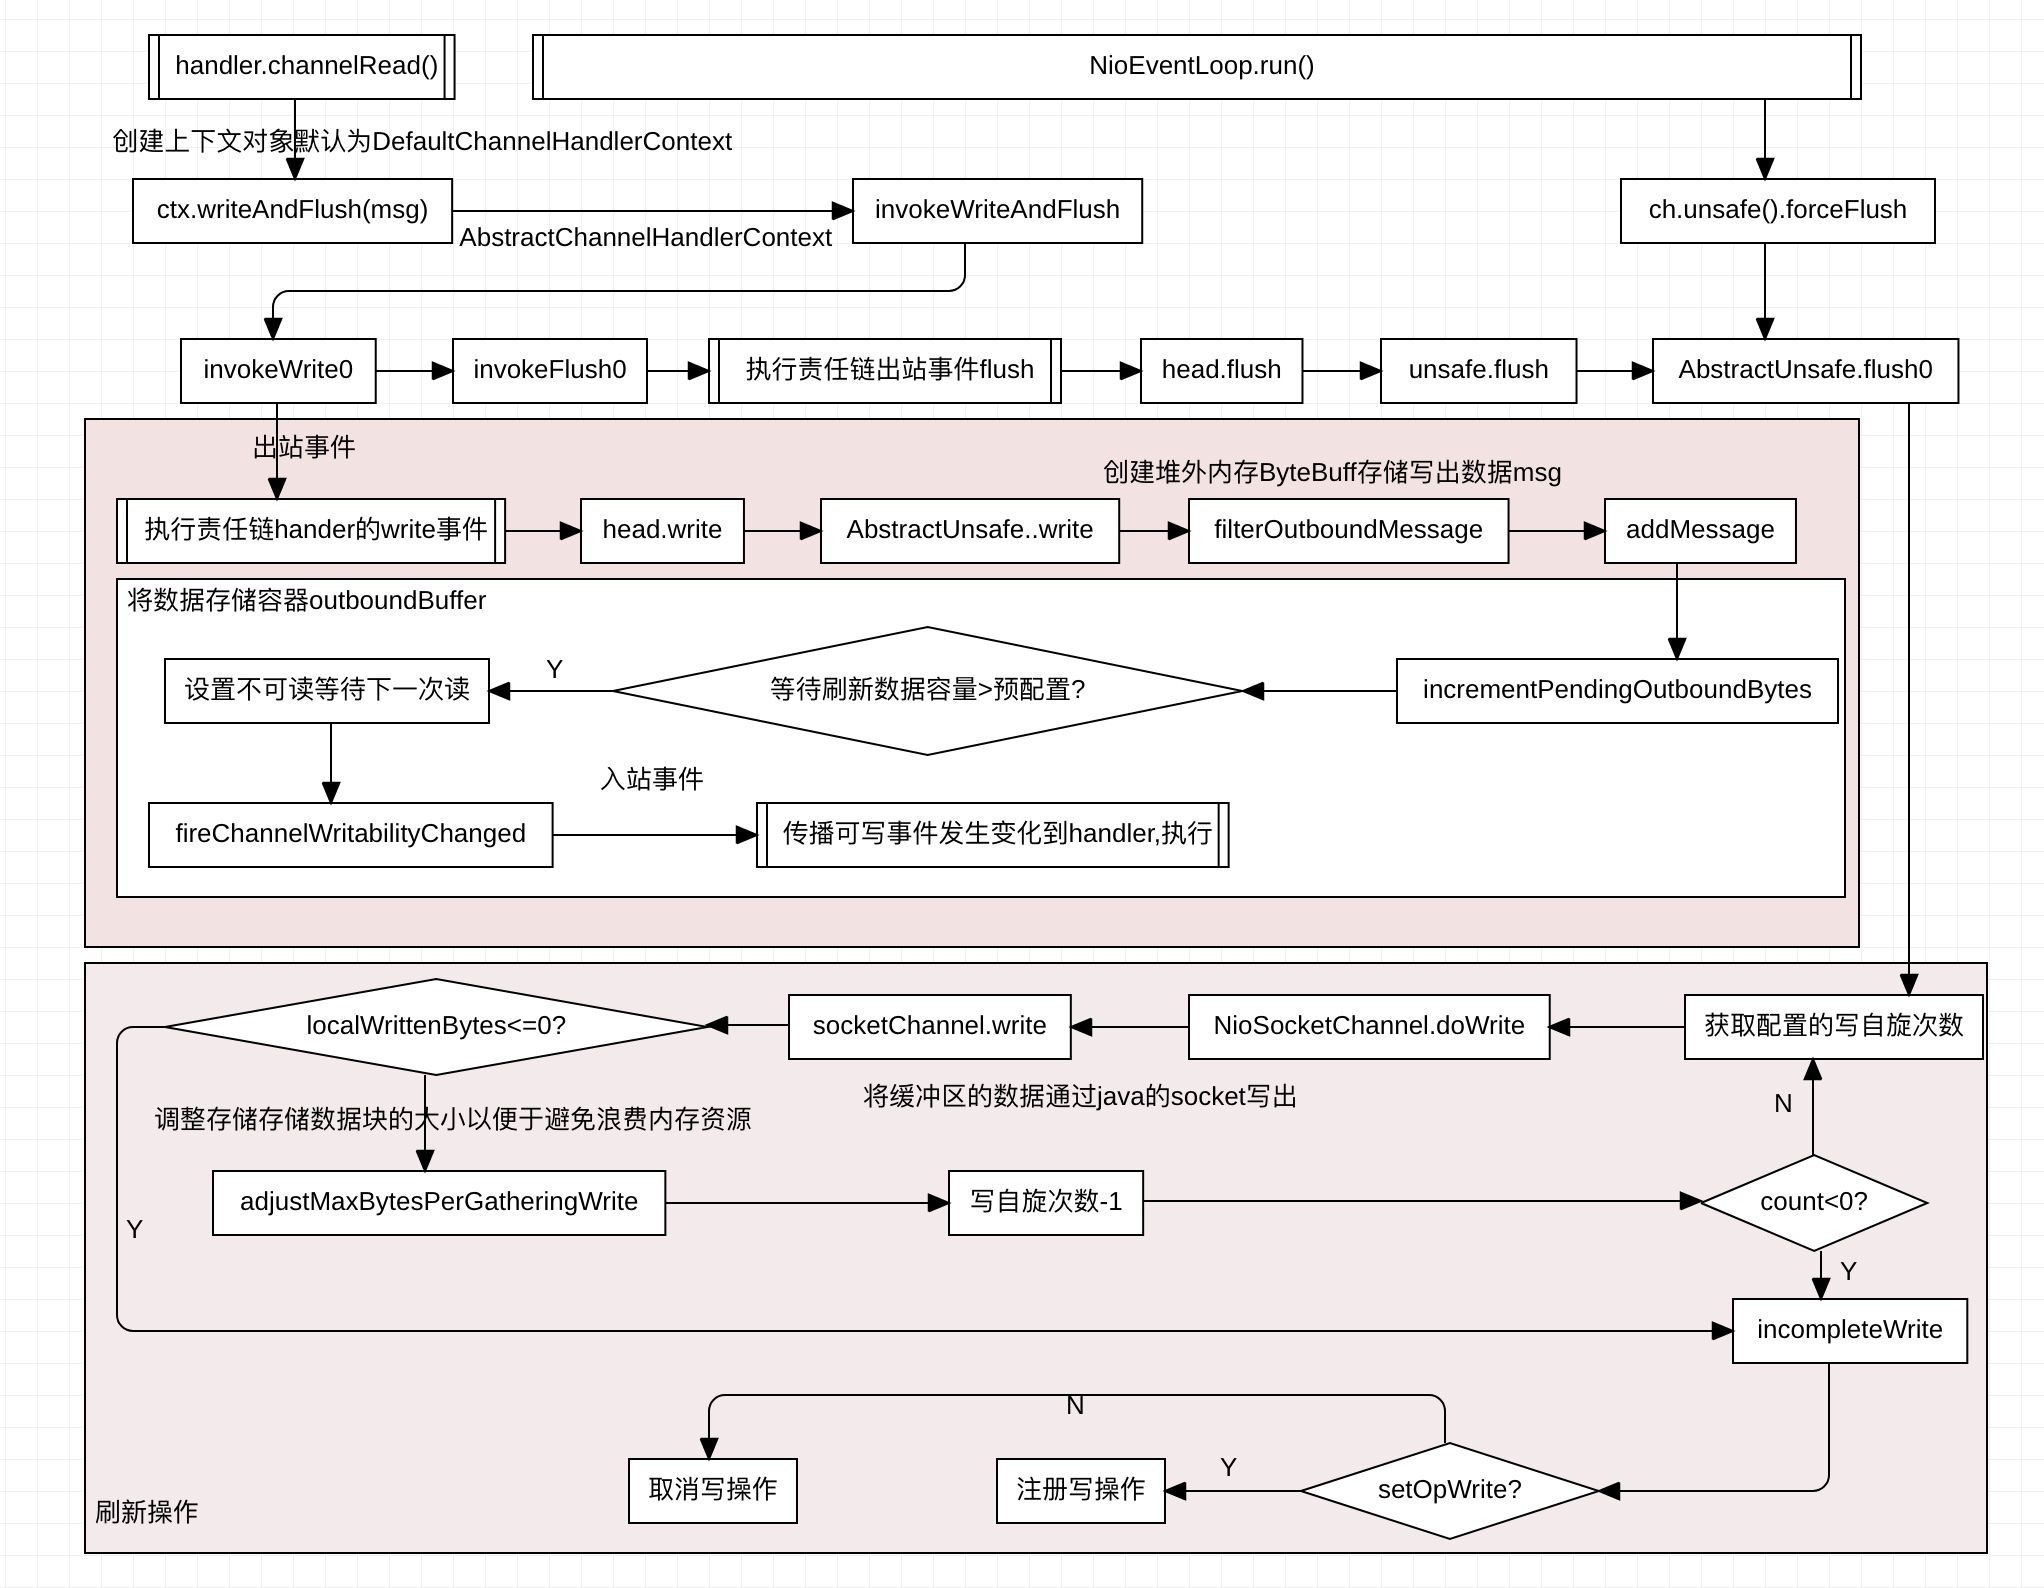 handler.channelRead()
NioEventLoop.run()
创建上下文对象默认为DefaultChannelHandlerContext
ctx.writeAndFlush(msg)
invokeWriteAndFlush
ch.unsafe().forceFlush
AbstractChannelHandlerContext
invokeWrite0
invokeFlush0
执行责任链出站事件flush
head.flush
unsafe.flush
AbstractUnsafe.flush0
出站事件
创建堆外内存ByteBuff存储写出数据msg
执行责任链hander的write事件
head.write
AbstractUnsafe..write
filterOutboundMessage
addMessage
将数据存储容器outboundBuffer
设置不可读等待下一次读
Y
等待刷新数据容量>预配置?
incrementPendingOutboundBytes
入站事件
fireChannelWritabilityChanged
传播可写事件发生变化到handler,执行
localWrittenBytes<=0?
socketChannel.write
NioSocketChannel.doWrite
获取配置的写自旋次数
将缓冲区的数据通过java的socket写出
N
调整存储存储数据块的大小以便于避免浪费内存资源
adjustMaxBytesPerGatheringWrite
写自旋次数-1
count<0?
Y
Y
incompleteWrite
N
取消写操作
注册写操作
Y
setOpWrite?
刷新操作